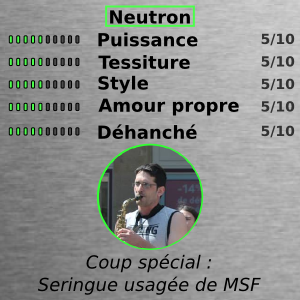 Neutron
Puissance 5/10
Tessiture 5/10
Style 5/10
Amour propre 5/10
Déhanché 5/10
-14
Coup spécial :
Seringue usagée de MSF